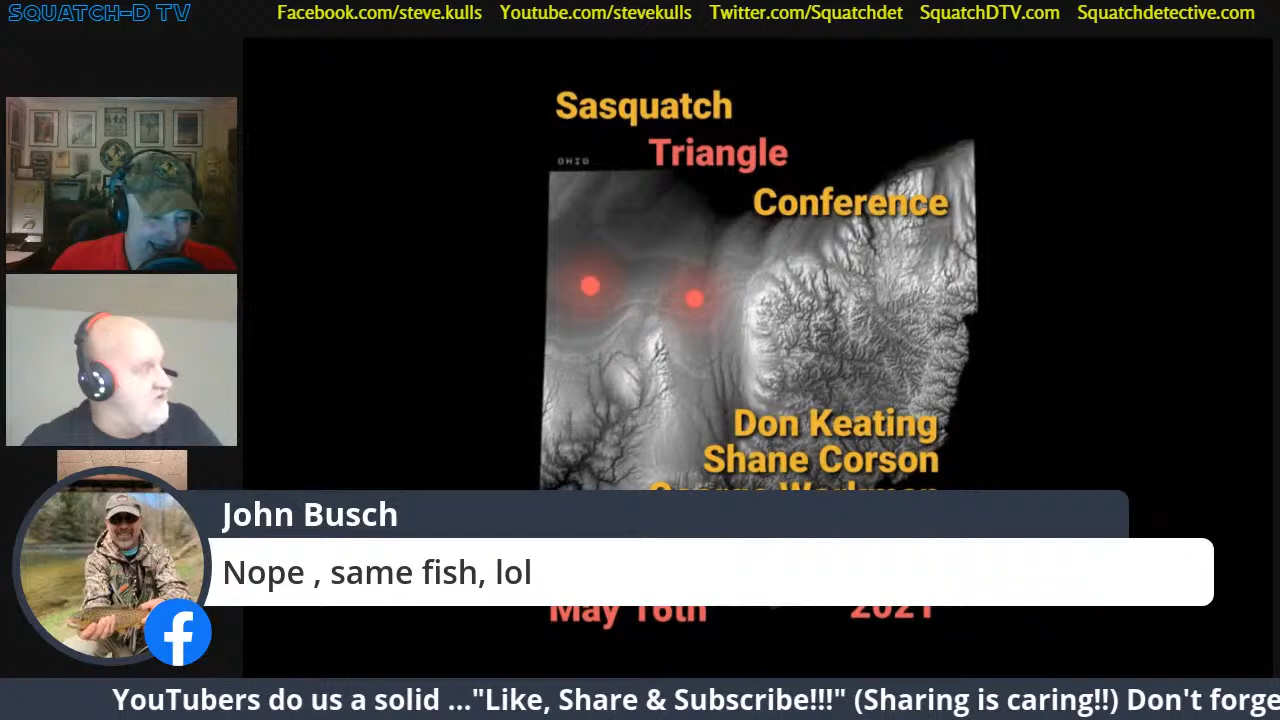 SQUATCH-D TV
Facebook.com/steve.kulls Youtube.com/stevekulls Twitter.com/Squatchdet SquatchDTV.com Squatchdetective.com
Sasquatch
Triangle
OHIO
Conference
Don Keating
Shane Corson
John Busch
Nope , same fish, lol
May 16th 2021
YouTubers do us a solid ..."Like, Share & Subscribe!!!" (Sharing is caring!!) Don't forge